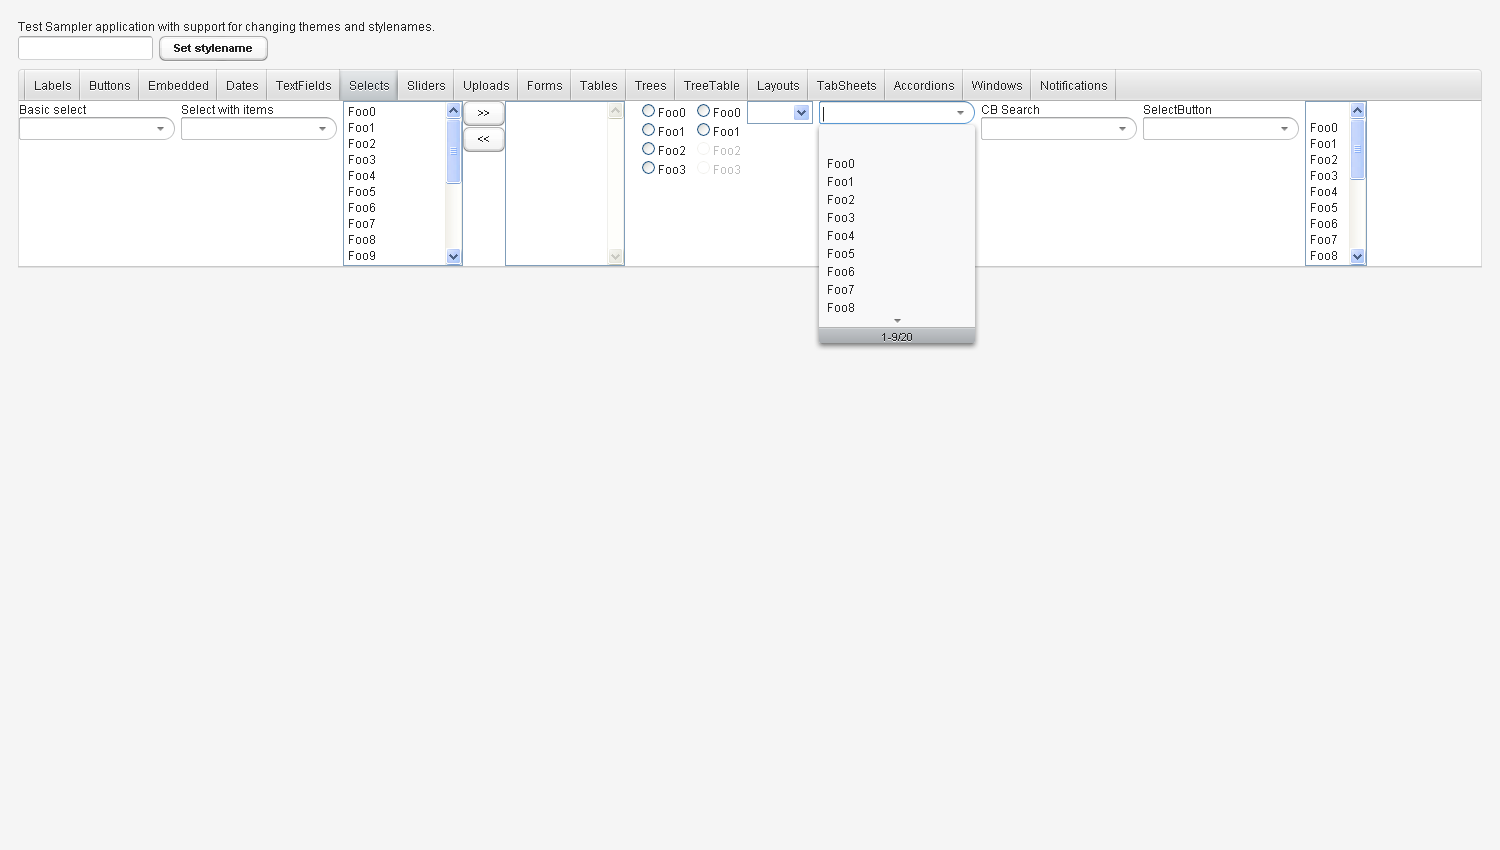 Test Sampler application with support for changing themes and stylenames.
Set stylename
Labels Buttons Embedded Dates TextFields Selects Sliders Uploads Forms Tables Trees TreeTable Layouts TabSheets Accordions Windows Notifications
Basic select
Select with items
Foo0
Foo1
Foo2
Foo3
Foo4
Foo5
Foo6
Foo7
Foo8
Foo9
>>
<<
Foo0
Foo1
Foo2
Foo3
Foo0
Foo1
Foo2
Foo3
Foo0
Foo1
Foo2
Foo3
Foo4
Foo5
Foo6
Foo7
Foo8
1-9/20
CB Search
SelectButton
Foo0
Foo1
Foo2
Foo3
Foo4
Foo5
Foo6
Foo7
Foo8